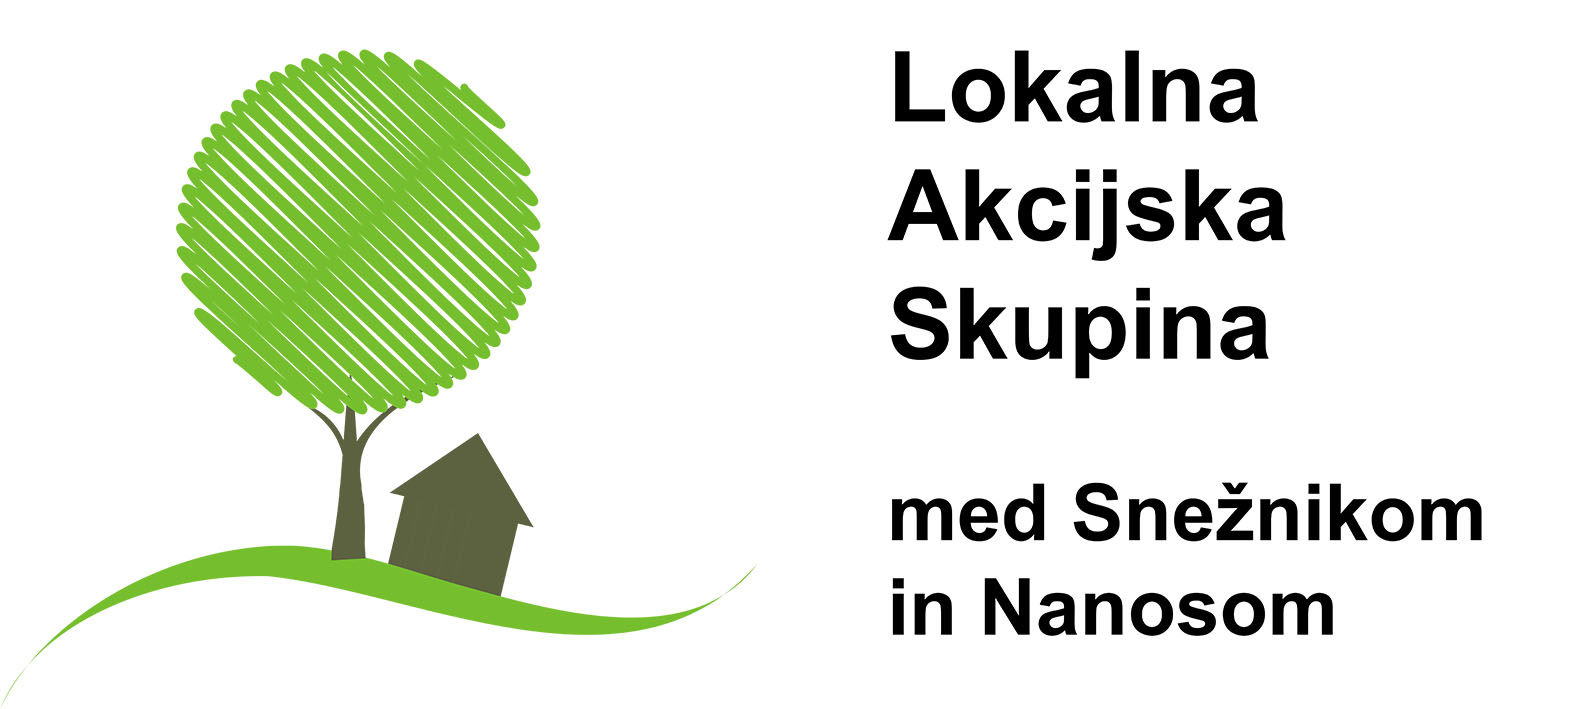 Lokalna
Akcijska
Skupina
med Snežnikom
in Nanosom